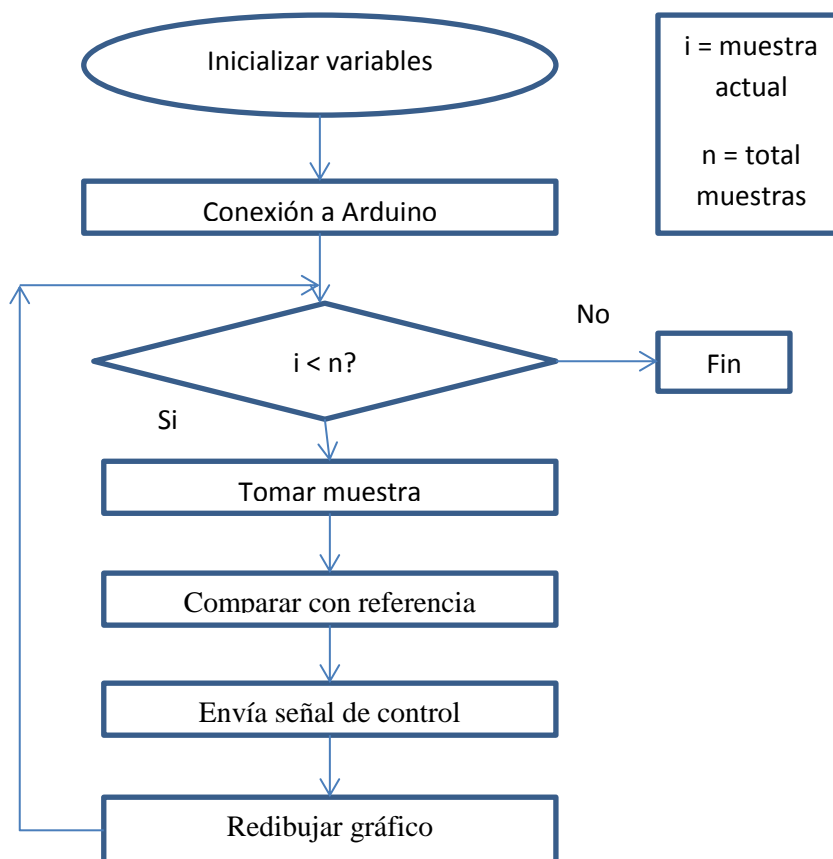 Inicializar variables
i = muestra
actual
n = total
muestras
Conexión a Arduino
No
i < n?
Fin
Si
Tomar muestra
Comparar con referencia
Envía señal de control
Redibujar gráfico